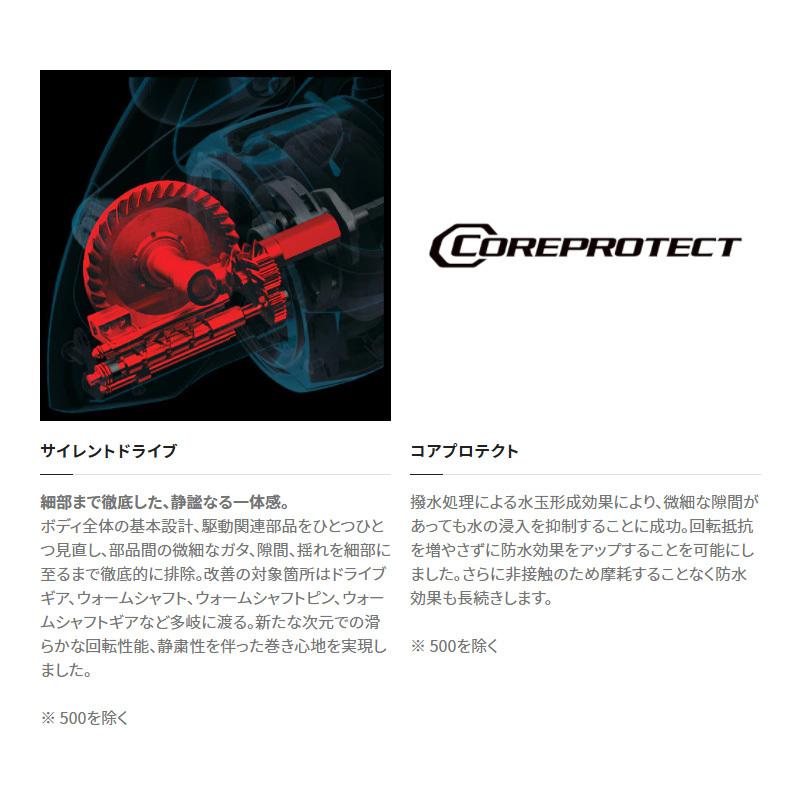 サイレントドライブ
細部まで徹底した、静謐なる一体感。
ボディ全体の基本設計、駆動関連部品をひとつひと
つ見直し、部品間の微細なガタ、隙間、揺れを細部に
至るまで徹底的に排除。改善の対象箇所はドライブ
ギア、ウォームシャフト、ウォームシャフトピン、ウォー
ムシャフトギアなど多岐に渡る。新たな次元での滑
らかな回転性能、静粛性を伴った巻き心地を実現し
ました。
※ 500を除く
COREPROTECT
コアプロテクト
撥水処理による水玉形成効果により、微細な隙間が
あっても水の浸入を抑制することに成功。回転抵抗
を増やさずに防水効果をアップすることを可能にし
ました。さらに非接触のため摩耗することなく防水
効果も長続きします。
※ 500を除く